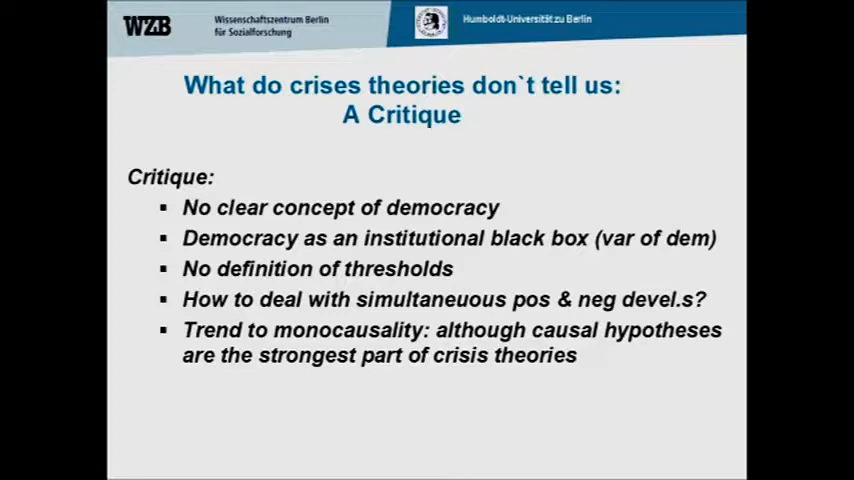 WZB
Wissenschaftszentrum Berlin
für Sozialforschung
Humboldt-Universität zu Berlin
What do crises theories don`t tell us:
A Critique
Critique:
▪ No clear concept of democracy
▪ Democracy as an institutional black box (var of dem)
▪ No definition of thresholds
▪ How to deal with simultaneuous pos & neg devel.s?
▪ Trend to monocausality: although causal hypotheses
are the strongest part of crisis theories